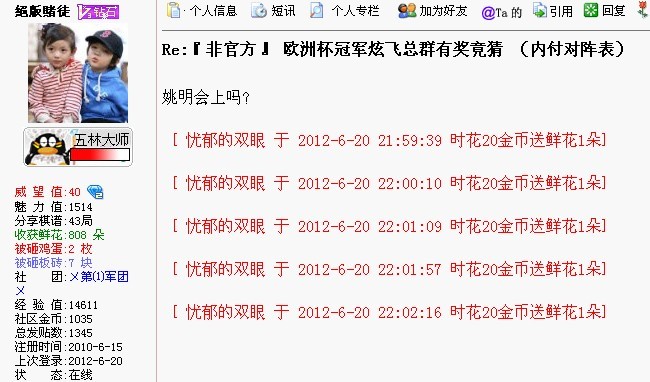 绝版赌徒 钻石
五林大师
威 望 值:40
魅 力 值:1514
分享棋谱:43局
收获鲜花:808 朵
被砸鸡蛋:2 枚
被砸板砖:7 块
社 团:㐅第⑴军团
㐅
经 验 值:14611
社区金币:1035
总发贴数:1345
注册时间:2010-6-15
上次登录:2012-6-20
状 态:在线
个人信息 短讯 个人专栏 加为好友 @Ta 的 引用 回复
Re:『 非官方 』 欧洲杯冠军炫飞总群有奖竞猜 （内付对阵表）
姚明会上吗?
[ 忧郁的双眼 于 2012-6-20 21:59:39 时花20金币送鲜花1朵]
[ 忧郁的双眼 于 2012-6-20 22:00:10 时花20金币送鲜花1朵]
[ 忧郁的双眼 于 2012-6-20 22:01:09 时花20金币送鲜花1朵]
[ 忧郁的双眼 于 2012-6-20 22:01:57 时花20金币送鲜花1朵]
[ 忧郁的双眼 于 2012-6-20 22:02:16 时花20金币送鲜花1朵]